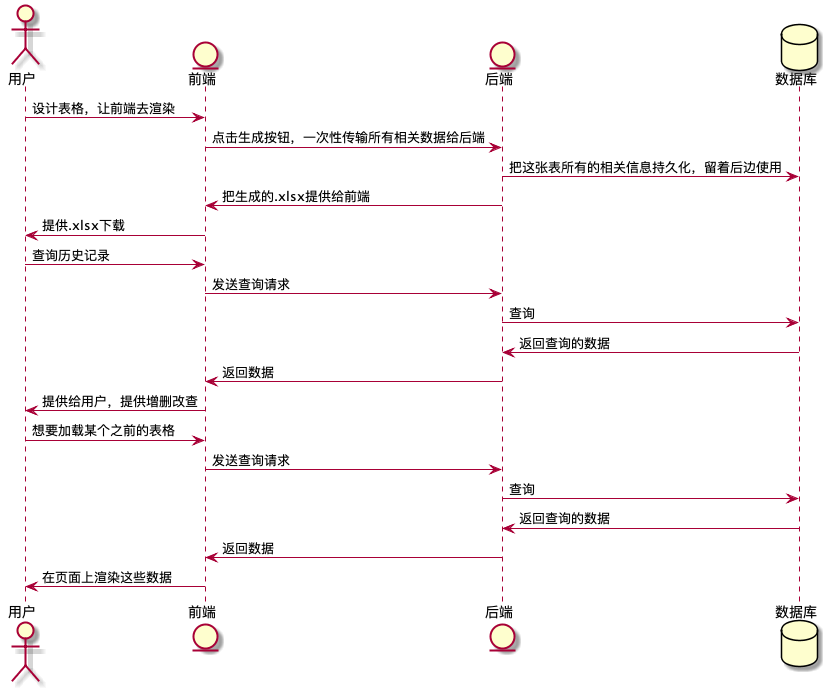 用户
前端
后端
数据库
设计表格，让前端去渲染
点击生成按钮，一次性传输所有相关数据给后端
把这张表所有的相关信息持久化，留着后边使用
把生成的.xlsx提供给前端
提供.xlsx下载
查询历史记录
发送查询请求
查询
返回查询的数据
返回数据
提供给用户，提供增删改查
想要加载某个之前的表格
发送查询请求
查询
返回查询的数据
返回数据
在页面上渲染这些数据
用户
前端
后端
数据库